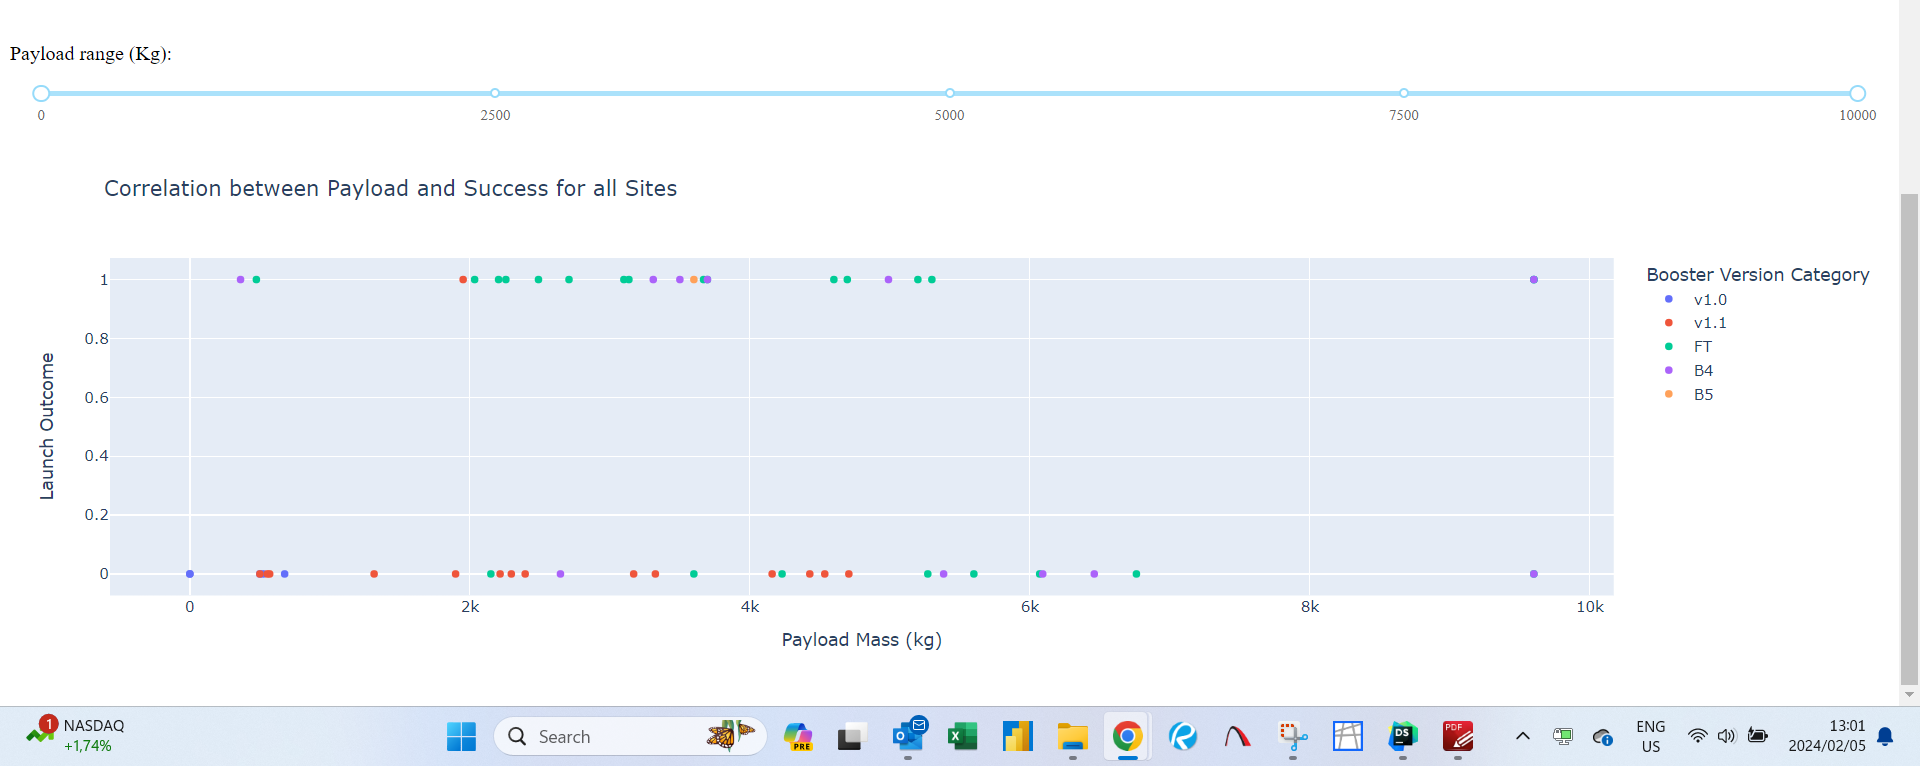 Payload range (Kg):
0 2500 5000 7500 10000
Correlation between Payload and Success for all Sites
Booster Version Category
v1.0
v1.1
FT
B4
B5
Launch Outcome
1
0.8
0.6
0.4
0.2
0
0 2k 4k 6k 8k 10k
Payload Mass (kg)
1
NASDAQ
+1,74%
Search
PRE
DS
PDF
ENG
US
13:01
2024/02/05